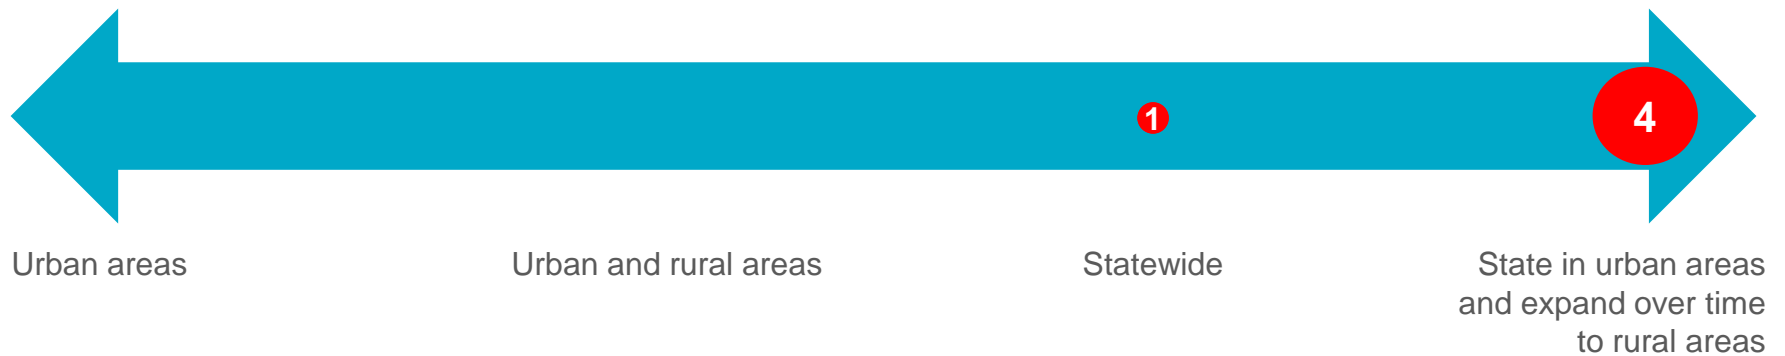 1
4
Urban areas
Urban and rural areas
Statewide
State in urban areas
and expand over time
to rural areas